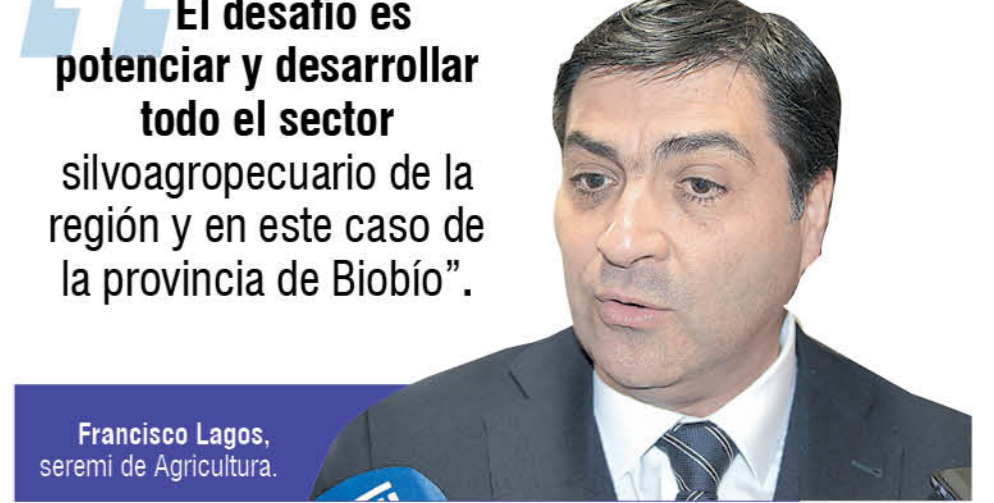 El desafío es
potenciar y desarrollar
todo el sector
silvoagropecuario de la
región y en este caso de
la provincia de Biobío”.
Francisco Lagos,
seremi de Agricultura.